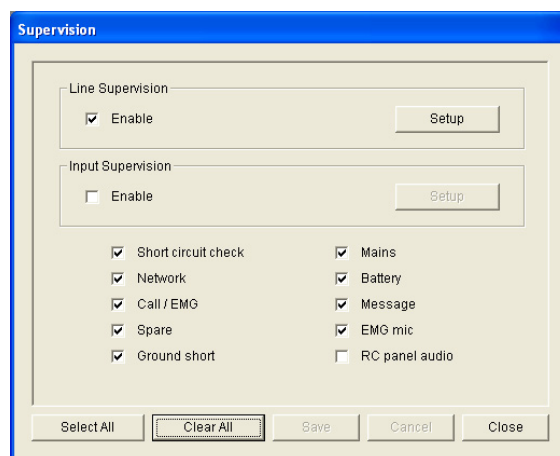 Supervision
Line Supervision
Enable
Setup
Input Supervision
Enable
Setup
Short circuit check
Mains
Network
Battery
Call / EMG
Message
Spare
EMG mic
Ground short
RC panel audio
Select All
Clear All
Save
Cancel
Close